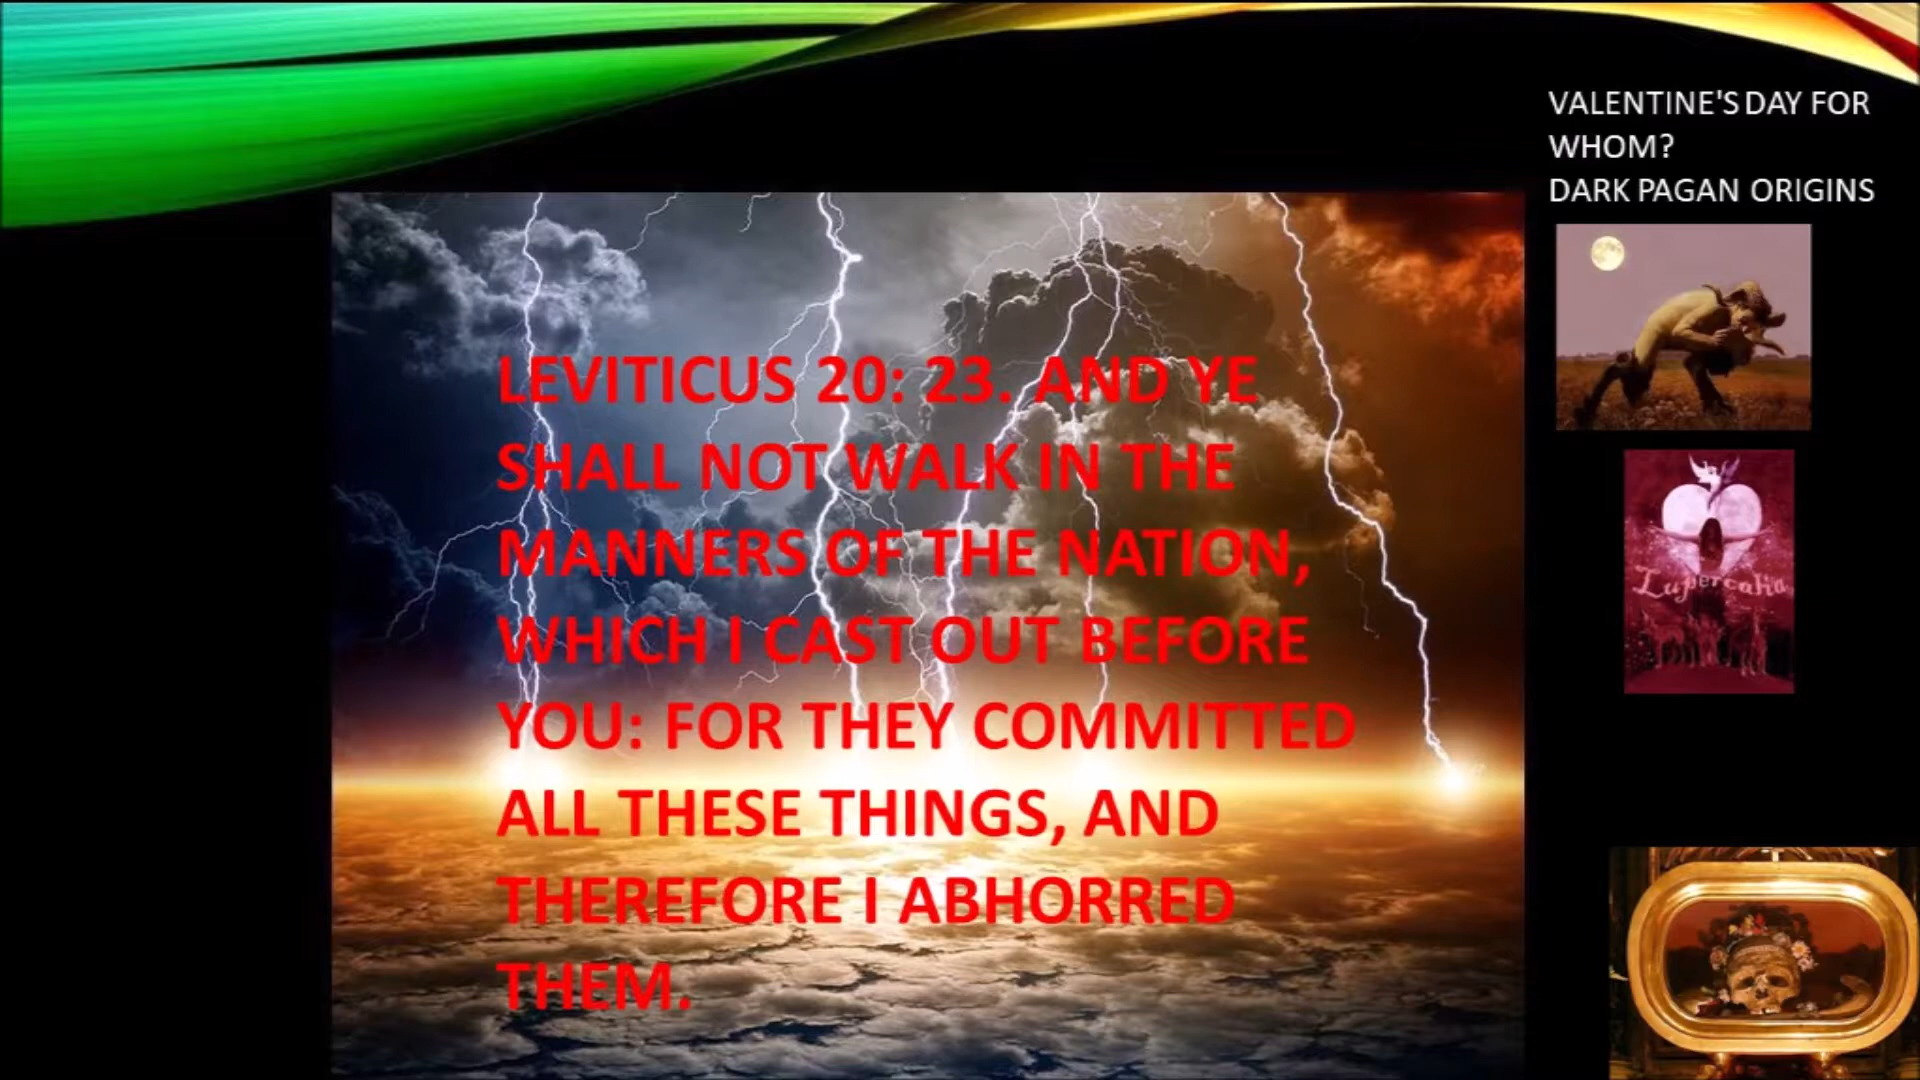 VALENTINE'S DAY FOR
WHOM?
DARK PAGAN ORIGINS
LEVITICUS 20: 23. AND YE
SHALL NOT WALK IN THE
MANNERS OF THE NATION,
WHICH I CAST OUT BEFORE
YOU: FOR THEY COMMITTED
ALL THESE THINGS, AND
THEREFORE I ABHORRED
THEM.
Lupercalia